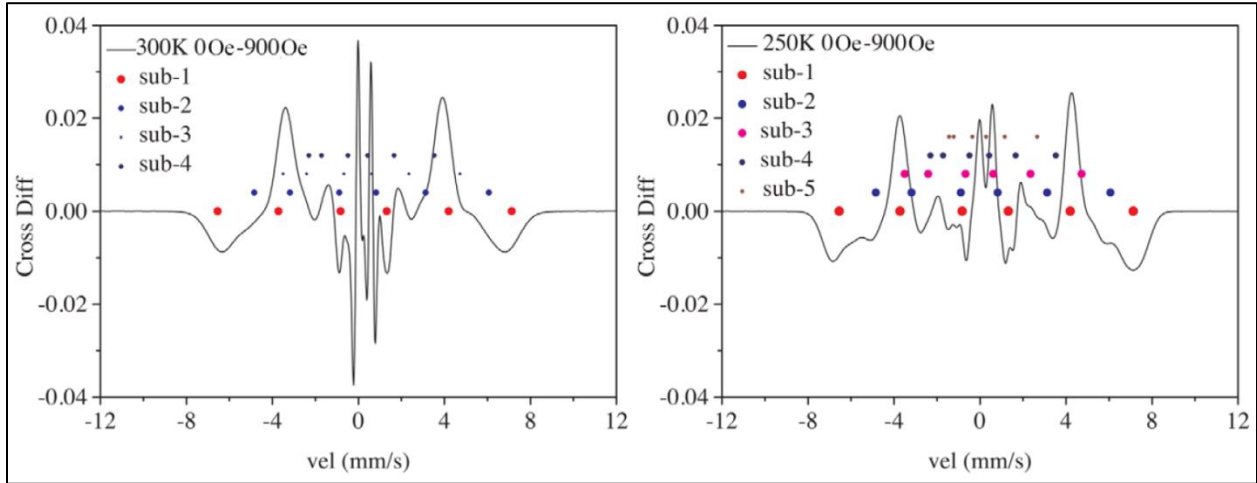 0.04
300K 0Oe-900Oe
sub-1
sub-2
sub-3
sub-4
0.02
0.00
-0.02
-0.04
Cross Diff
-12 -8 -4 0 4 8 12
vel (mm/s)
0.04
250K 0Oe-900Oe
sub-1
sub-2
sub-3
sub-4
sub-5
0.02
0.00
-0.02
-0.04
Cross Diff
-12 -8 -4 0 4 8 12
vel (mm/s)